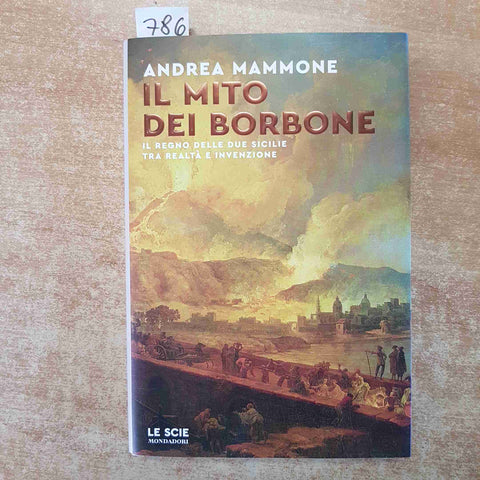 786
ANDREA MAMMONE
IL MITO
DEI BORBONE
IL REGNO DELLE DUE SICILIE
TRA REALTÀ E INVENZIONE
LE SCIE
MONDADORI